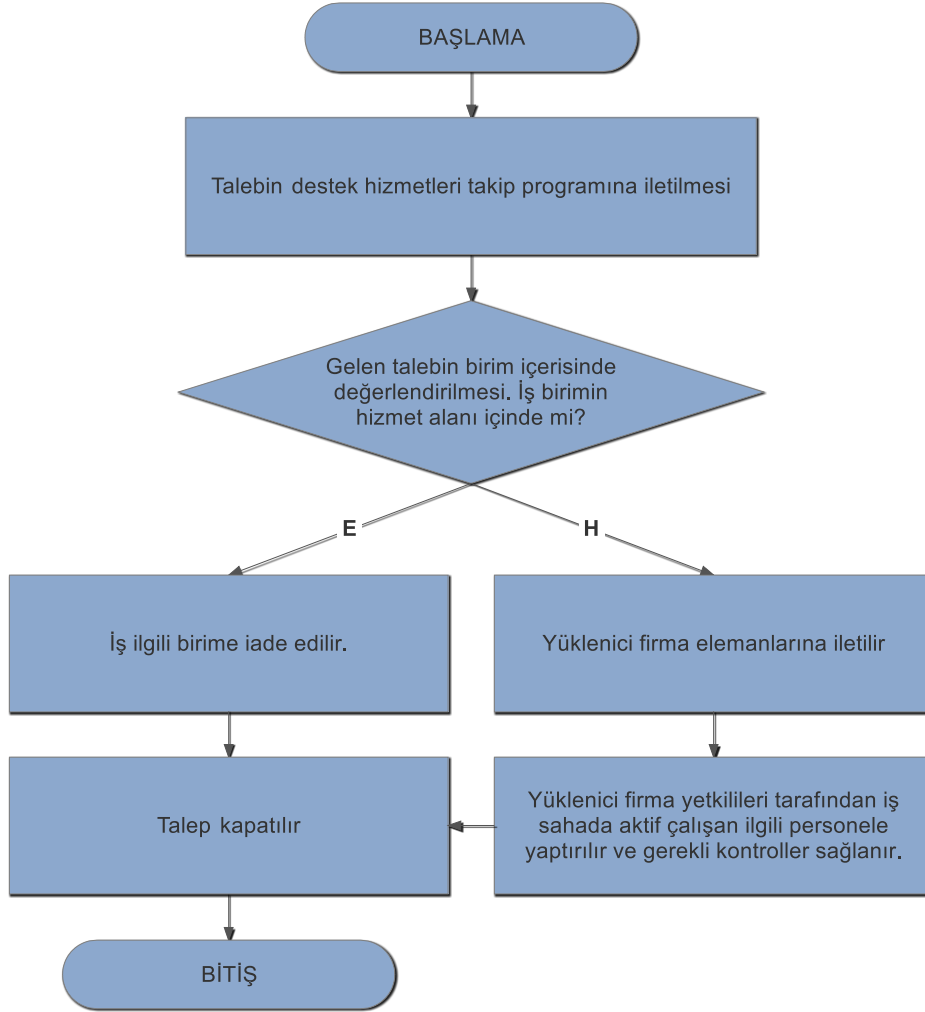 BAŞLAMA
Talebin destek hizmetleri takip programına iletilmesi
Gelen talebin birim içerisinde
değerlendirilmesi. İş birimin
hizmet alanı içinde mi?
E
H
İş ilgili birime iade edilir.
Yüklenici firma elemanlarına iletilir
Talep kapatılır
Yüklenici firma yetkilileri tarafından iş
sahada aktif çalışan ilgili personele
yaptırılır ve gerekli kontroller sağlanır.
BİTİŞ